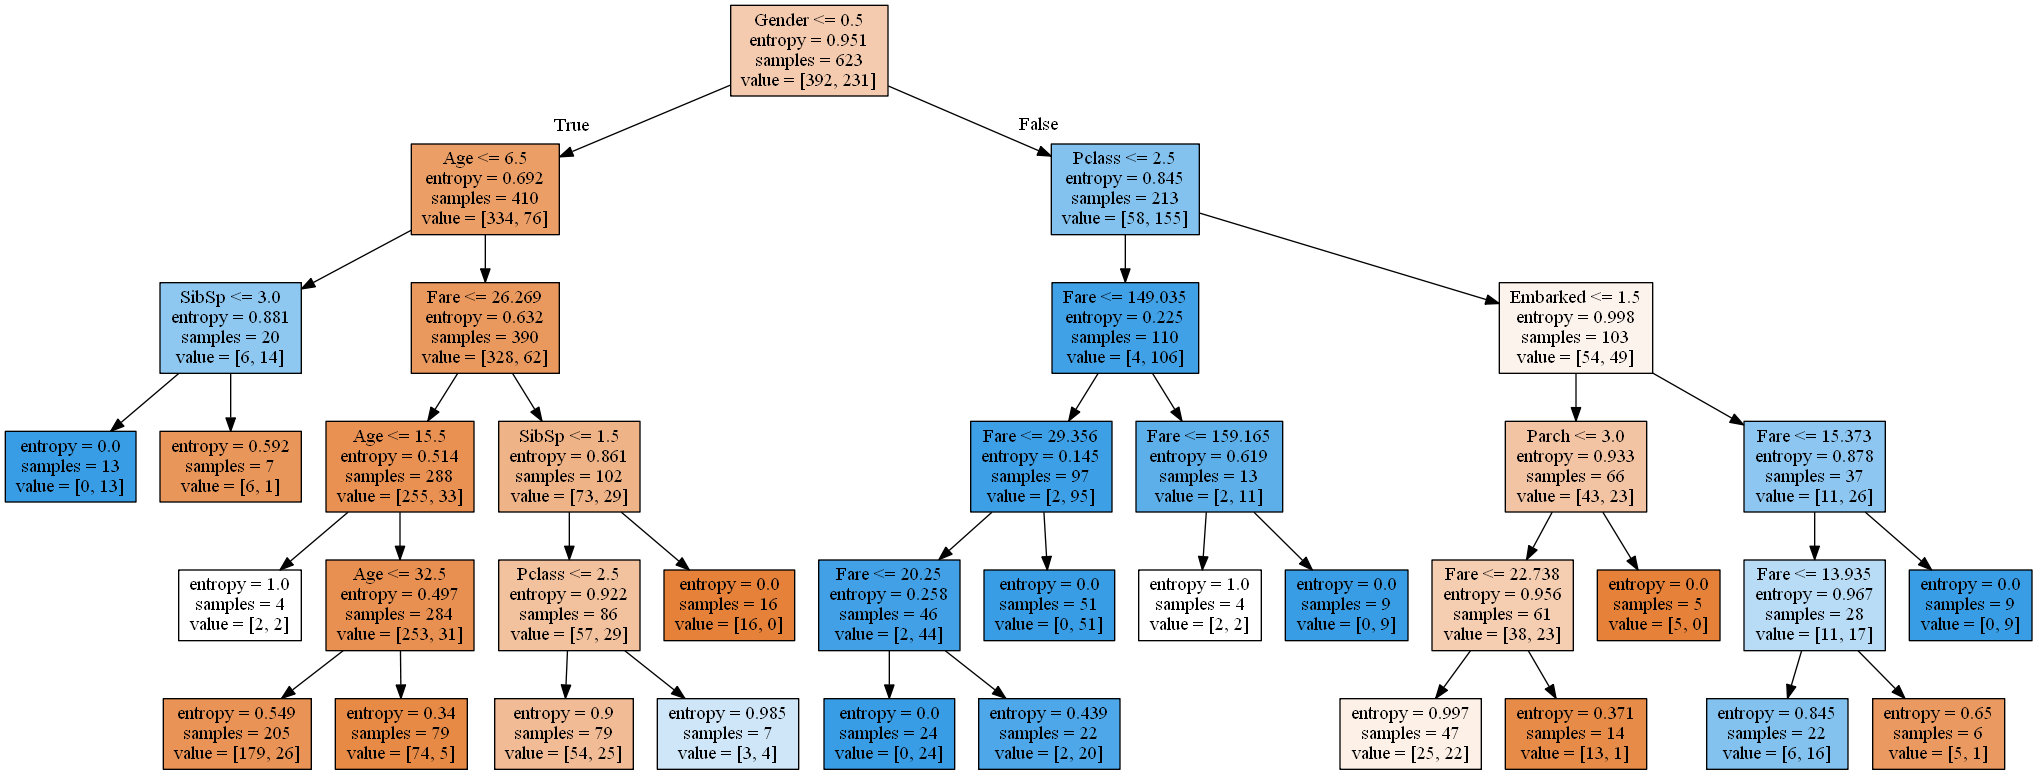 Gender <= 0.5
entropy = 0.951
samples = 623
value = [392, 231]
True
False
Age <= 6.5
entropy = 0.692
samples = 410
value = [334, 76]
Pclass <= 2.5
entropy = 0.845
samples = 213
value = [58, 155]
SibSp <= 3.0
entropy = 0.881
samples = 20
value = [6, 14]
Fare <= 26.269
entropy = 0.632
samples = 390
value = [328, 62]
Fare <= 149.035
entropy = 0.225
samples = 110
value = [4, 106]
Embarked <= 1.5
entropy = 0.998
samples = 103
value = [54, 49]
entropy = 0.0
samples = 13
value = [0, 13]
entropy = 0.592
samples = 7
value = [6, 1]
Age <= 15.5
entropy = 0.514
samples = 288
value = [255, 33]
SibSp <= 1.5
entropy = 0.861
samples = 102
value = [73, 29]
Fare <= 29.356
entropy = 0.145
samples = 97
value = [2, 95]
Fare <= 159.165
entropy = 0.619
samples = 13
value = [2, 11]
Parch <= 3.0
entropy = 0.933
samples = 66
value = [43, 23]
Fare <= 15.373
entropy = 0.878
samples = 37
value = [11, 26]
entropy = 1.0
samples = 4
value = [2, 2]
Age <= 32.5
entropy = 0.497
samples = 284
value = [253, 31]
Pclass <= 2.5
entropy = 0.922
samples = 86
value = [57, 29]
entropy = 0.0
samples = 16
value = [16, 0]
Fare <= 20.25
entropy = 0.258
samples = 46
value = [2, 44]
entropy = 0.0
samples = 51
value = [0, 51]
entropy = 1.0
samples = 4
value = [2, 2]
entropy = 0.0
samples = 9
value = [0, 9]
Fare <= 22.738
entropy = 0.956
samples = 61
value = [38, 23]
entropy = 0.0
samples = 5
value = [5, 0]
Fare <= 13.935
entropy = 0.967
samples = 28
value = [11, 17]
entropy = 0.0
samples = 9
value = [0, 9]
entropy = 0.549
samples = 205
value = [179, 26]
entropy = 0.34
samples = 79
value = [74, 5]
entropy = 0.9
samples = 79
value = [54, 25]
entropy = 0.985
samples = 7
value = [3, 4]
entropy = 0.0
samples = 24
value = [0, 24]
entropy = 0.439
samples = 22
value = [2, 20]
entropy = 0.997
samples = 47
value = [25, 22]
entropy = 0.371
samples = 14
value = [13, 1]
entropy = 0.845
samples = 22
value = [6, 16]
entropy = 0.65
samples = 6
value = [5, 1]